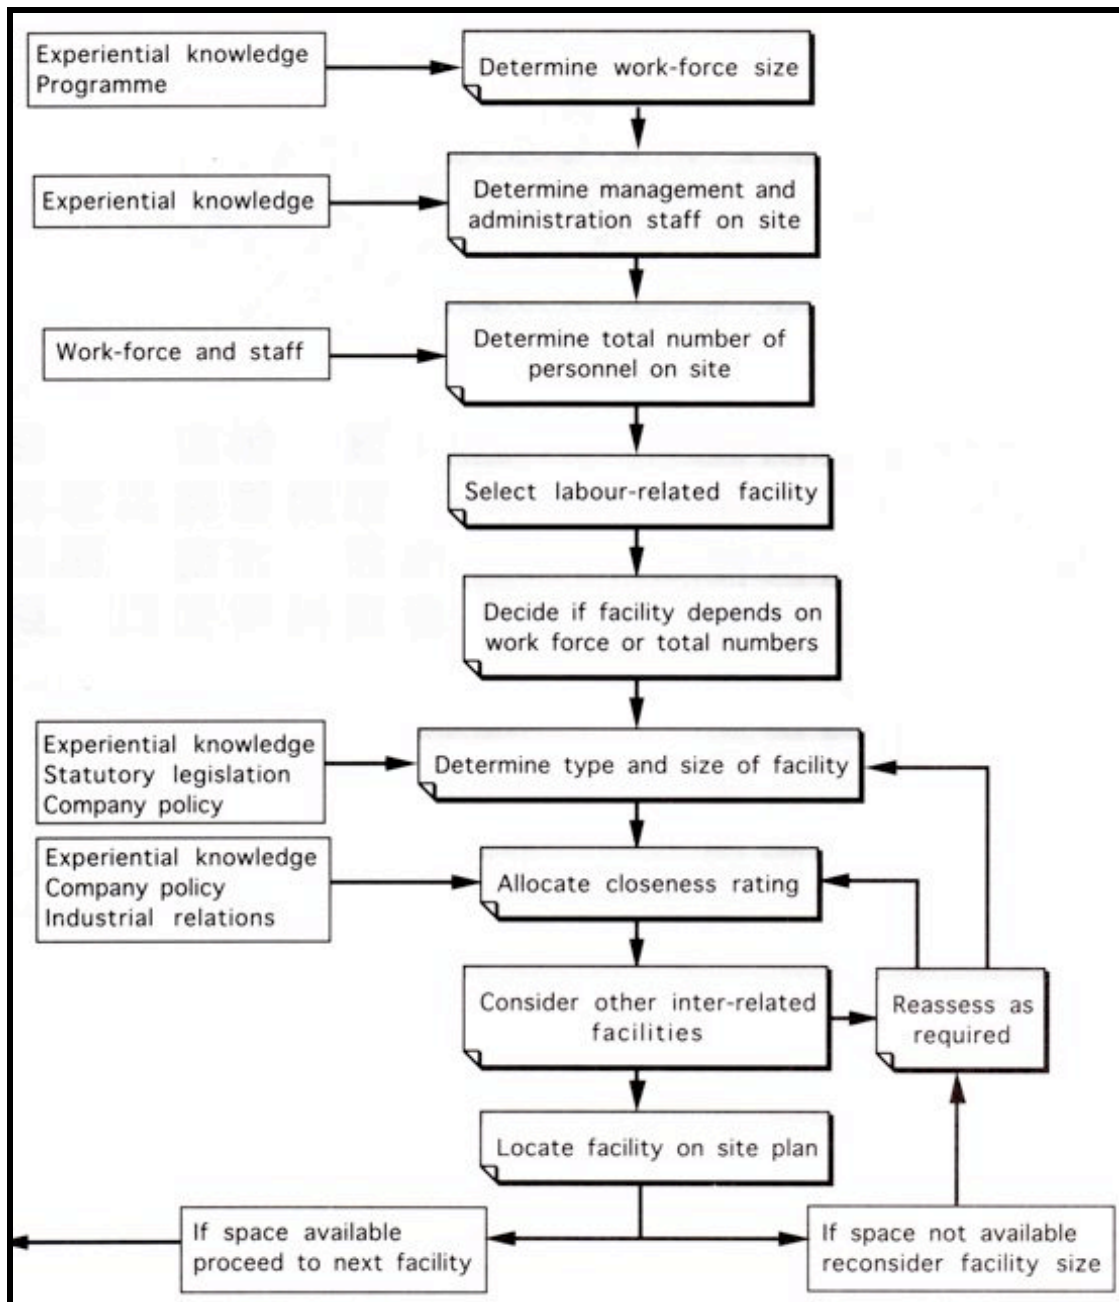 Experiential knowledge
Programme
Determine work-force size
Experiential knowledge
Determine management and
administration staff on site
Work-force and staff
Determine total number of
personnel on site
Select labour-related facility
Decide if facility depends on
work force or total numbers
Experiential knowledge
Statutory legislation
Company policy
Determine type and size of facility
Experiential knowledge
Company policy
Industrial relations
Allocate closeness rating
Consider other inter-related
facilities
Reassess as
required
Locate facility on site plan
If space available
proceed to next facility
If space not available
reconsider facility size